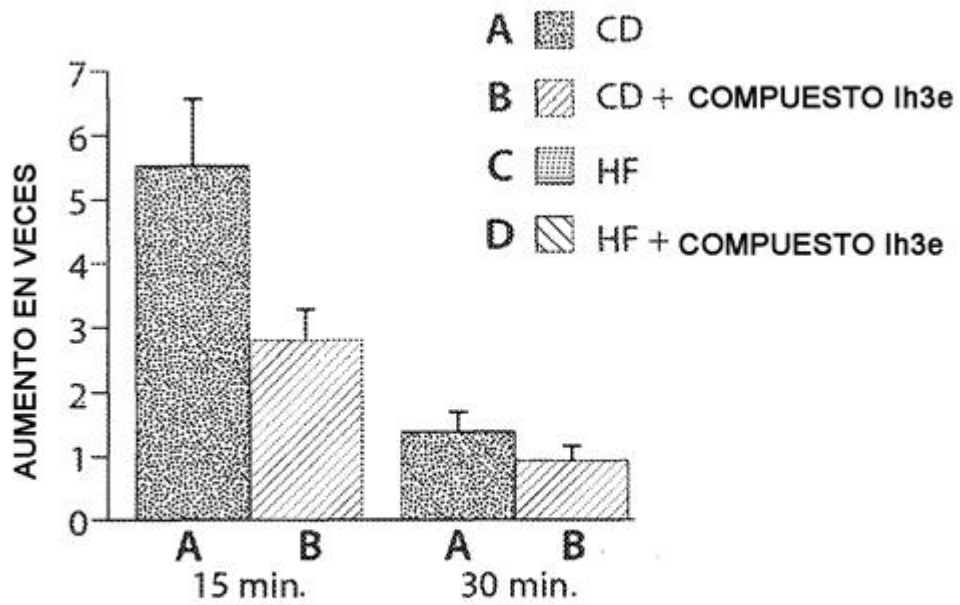 A CD
B CD + COMPUESTO Ih3e
C HF
D HF + COMPUESTO Ih3e
AUMENTO EN VECES
7
6
5
4
3
2
1
0
A B A B
15 min. 30 min.